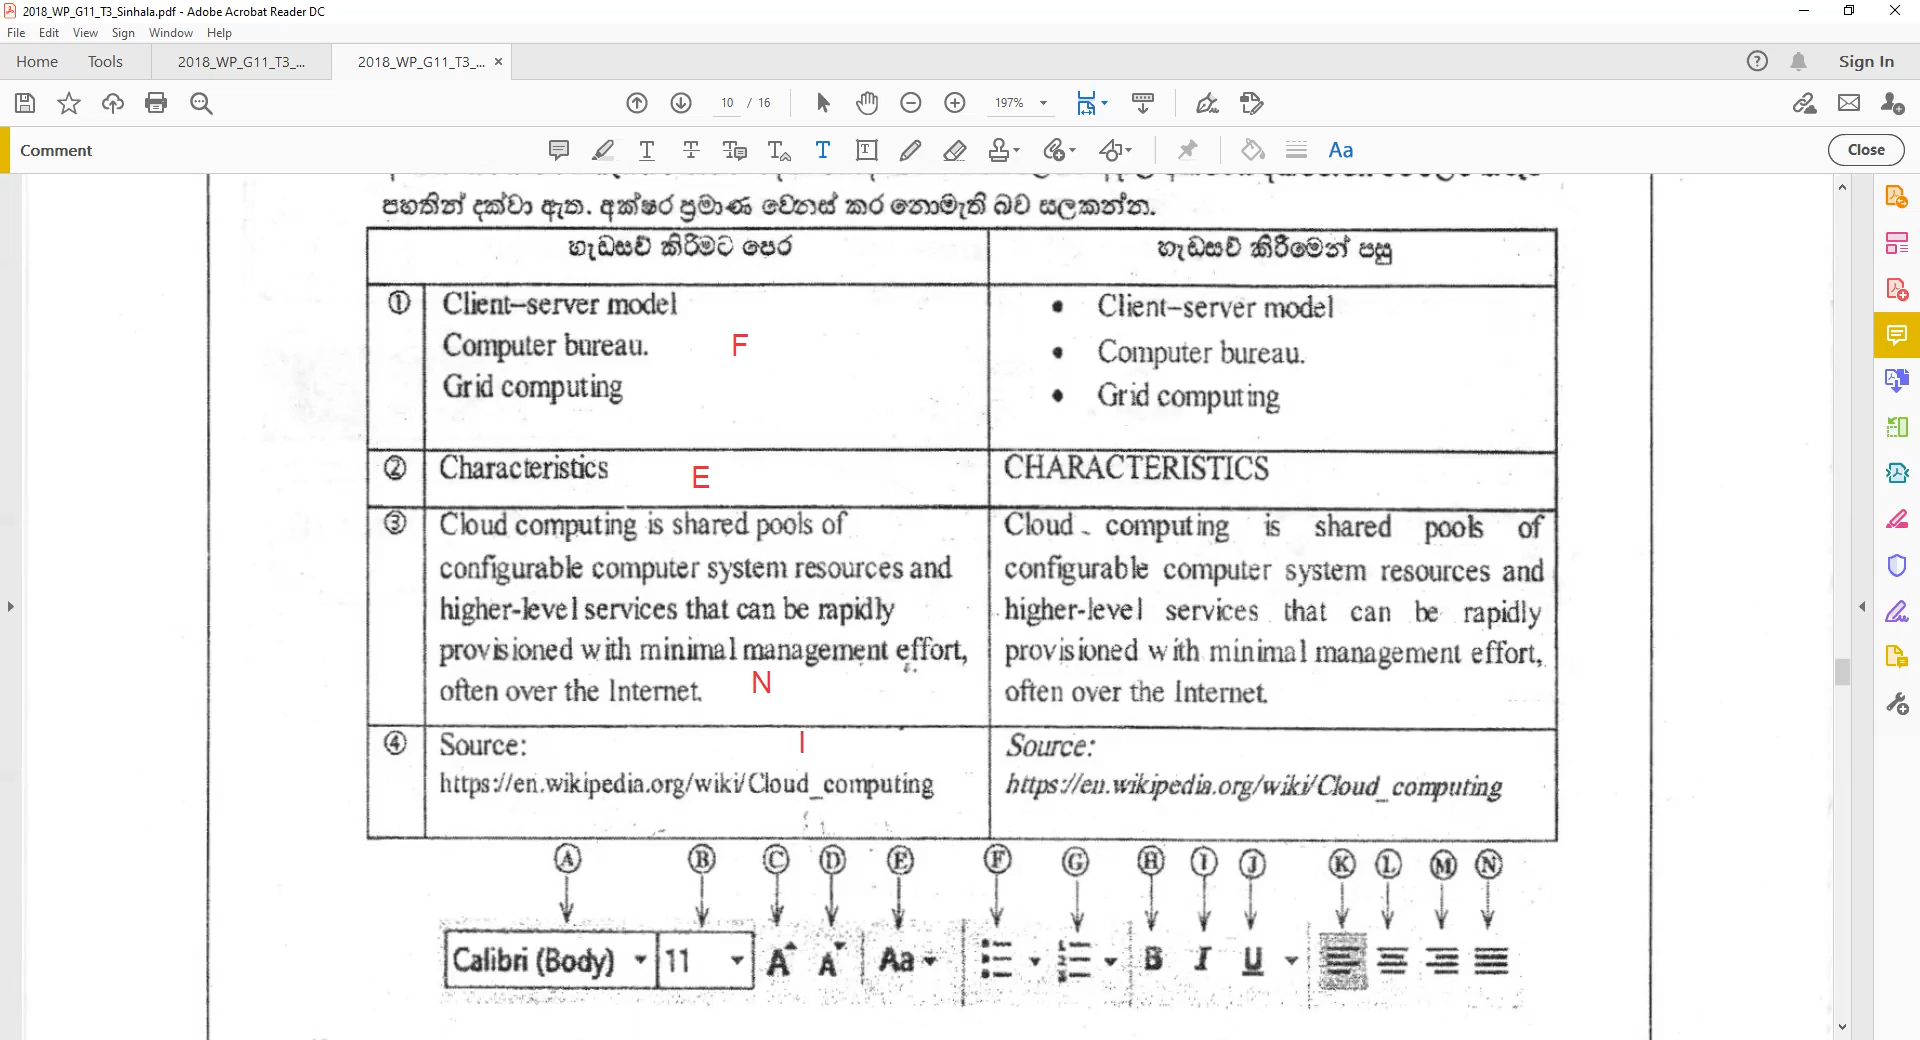 2018_WP_G11_T3_Sinhala.pdf - Adobe Acrobat Reader DC
File Edit View Sign Window Help
Home Tools 2018_WP_G11_T3_... 2018_WP_G11_T3_... × Sign In
10 / 16 197%
Comment Close
පහතින් දක්වා ඇත. අක්ෂර ප්‍රමාණ වෙනස් කර නොමැති බව සලකන්න.
හැඩසව් කිරීමට පෙර හැඩසව් කිරීමෙන් පසු
① Client–server model
Computer bureau. F
Grid computing
• Client–server model
• Computer bureau.
• Grid computing
② Characteristics E CHARACTERISTICS
③ Cloud computing is shared pools of
configurable computer system resources and
higher-level services that can be rapidly
provisioned with minimal management effort,
often over the Internet. N
Cloud computing is shared pools of
configurable computer system resources and
higher-level services that can be rapidly
provisioned with minimal management effort,
often over the Internet.
④ Source: I
https://en.wikipedia.org/wiki/Cloud_computing
Source:
https://en.wikipedia.org/wiki/Cloud_computing
Ⓐ Ⓑ Ⓒ Ⓓ Ⓔ Ⓕ Ⓖ Ⓗ Ⓘ Ⓙ Ⓚ Ⓛ Ⓜ Ⓝ
Calibri (Body) 11 A A Aa B I U